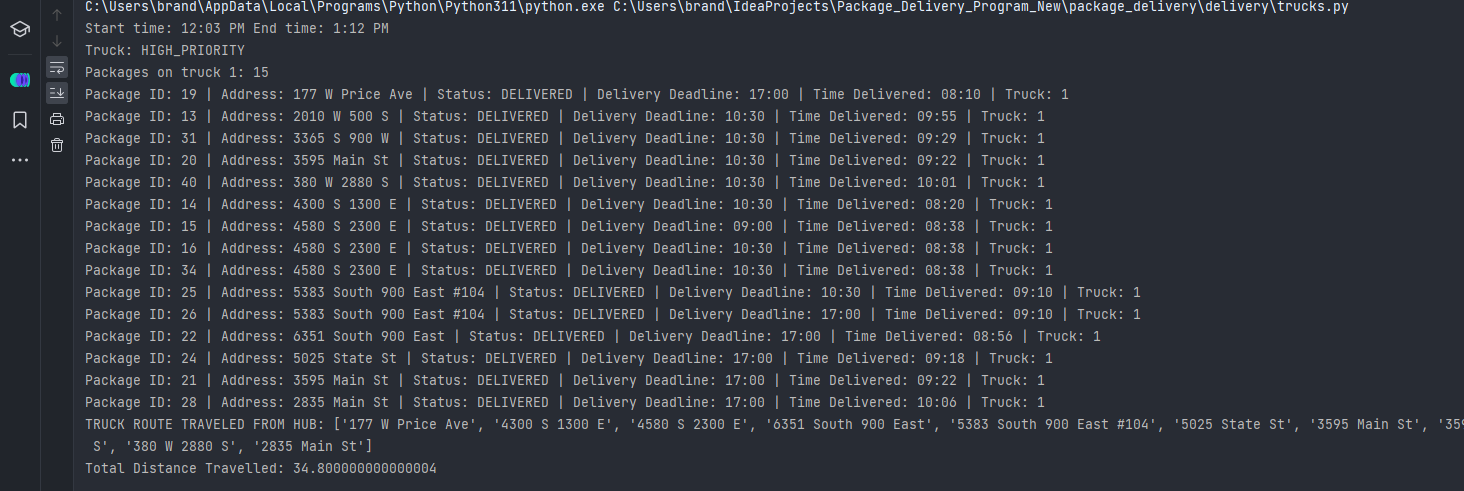 C:\Users\brand\AppData\Local\Programs\Python\Python311\python.exe C:\Users\brand\IdeaProjects\Package_Delivery_Program_New\package_delivery\delivery\trucks.py
Start time: 12:03 PM End time: 1:12 PM
Truck: HIGH_PRIORITY
Packages on truck 1: 15
Package ID: 19 | Address: 177 W Price Ave | Status: DELIVERED | Delivery Deadline: 17:00 | Time Delivered: 08:10 | Truck: 1
Package ID: 13 | Address: 2010 W 500 S | Status: DELIVERED | Delivery Deadline: 10:30 | Time Delivered: 09:55 | Truck: 1
Package ID: 31 | Address: 3365 S 900 W | Status: DELIVERED | Delivery Deadline: 10:30 | Time Delivered: 09:29 | Truck: 1
Package ID: 20 | Address: 3595 Main St | Status: DELIVERED | Delivery Deadline: 10:30 | Time Delivered: 09:22 | Truck: 1
Package ID: 40 | Address: 380 W 2880 S | Status: DELIVERED | Delivery Deadline: 10:30 | Time Delivered: 10:01 | Truck: 1
Package ID: 14 | Address: 4300 S 1300 E | Status: DELIVERED | Delivery Deadline: 10:30 | Time Delivered: 08:20 | Truck: 1
Package ID: 15 | Address: 4580 S 2300 E | Status: DELIVERED | Delivery Deadline: 09:00 | Time Delivered: 08:38 | Truck: 1
Package ID: 16 | Address: 4580 S 2300 E | Status: DELIVERED | Delivery Deadline: 10:30 | Time Delivered: 08:38 | Truck: 1
Package ID: 34 | Address: 4580 S 2300 E | Status: DELIVERED | Delivery Deadline: 10:30 | Time Delivered: 08:38 | Truck: 1
Package ID: 25 | Address: 5383 South 900 East #104 | Status: DELIVERED | Delivery Deadline: 10:30 | Time Delivered: 09:10 | Truck: 1
Package ID: 26 | Address: 5383 South 900 East #104 | Status: DELIVERED | Delivery Deadline: 17:00 | Time Delivered: 09:10 | Truck: 1
Package ID: 22 | Address: 6351 South 900 East | Status: DELIVERED | Delivery Deadline: 17:00 | Time Delivered: 08:56 | Truck: 1
Package ID: 24 | Address: 5025 State St | Status: DELIVERED | Delivery Deadline: 17:00 | Time Delivered: 09:18 | Truck: 1
Package ID: 21 | Address: 3595 Main St | Status: DELIVERED | Delivery Deadline: 17:00 | Time Delivered: 09:22 | Truck: 1
Package ID: 28 | Address: 2835 Main St | Status: DELIVERED | Delivery Deadline: 17:00 | Time Delivered: 10:06 | Truck: 1
TRUCK ROUTE TRAVELED FROM HUB: ['177 W Price Ave', '4300 S 1300 E', '4580 S 2300 E', '6351 South 900 East', '5383 South 900 East #104', '5025 State St', '3595 Main St',
S', '380 W 2880 S', '2835 Main St']
Total Distance Travelled: 34.800000000000004